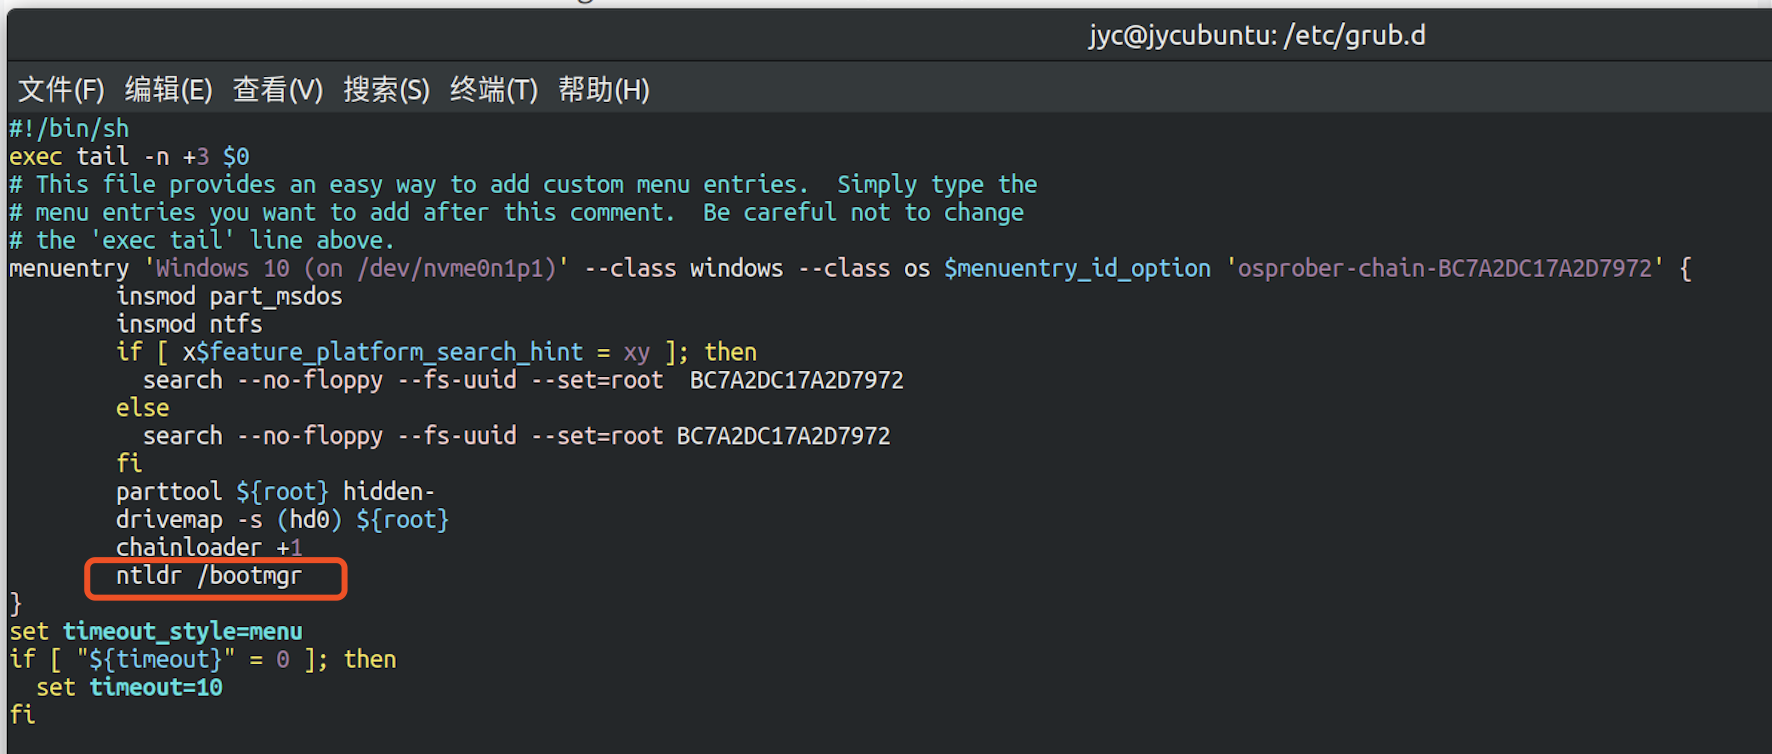 jyc@jycubuntu: /etc/grub.d
文件(F) 编辑(E) 查看(V) 搜索(S) 终端(T) 帮助(H)
#!/bin/sh
exec tail -n +3 $0
# This file provides an easy way to add custom menu entries.  Simply type the
# menu entries you want to add after this comment.  Be careful not to change
# the 'exec tail' line above.
menuentry 'Windows 10 (on /dev/nvme0n1p1)' --class windows --class os $menuentry_id_option 'osprober-chain-BC7A2DC17A2D7972' {
        insmod part_msdos
        insmod ntfs
        if [ x$feature_platform_search_hint = xy ]; then
          search --no-floppy --fs-uuid --set=root  BC7A2DC17A2D7972
        else
          search --no-floppy --fs-uuid --set=root BC7A2DC17A2D7972
        fi
        parttool ${root} hidden-
        drivemap -s (hd0) ${root}
        chainloader +1
        ntldr /bootmgr
}
set timeout_style=menu
if [ "${timeout}" = 0 ]; then
  set timeout=10
fi